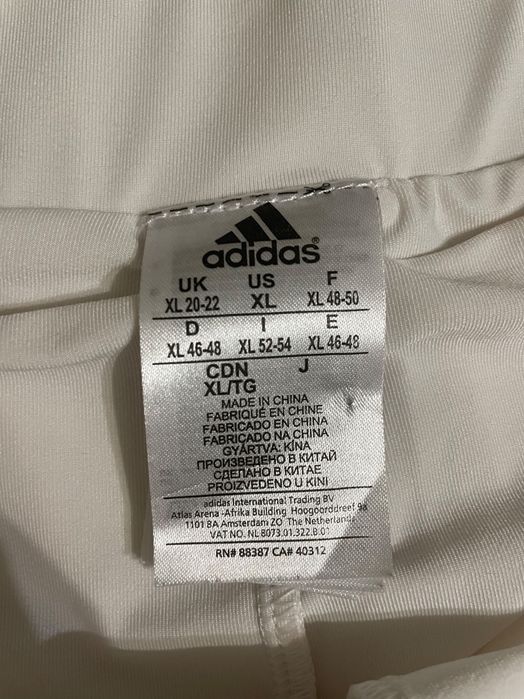 adidas®
UK US F
XL 20-22 XL XL 48-50
D I E
XL 46-48 XL 52-54 XL 46-48
CDN J
XL/TG
MADE IN CHINA
FABRIQUÉ EN CHINE
FABRICADO EN CHINA
FABRICADO NA CHINA
GYÁRTVA: KÍNA
ПРОИЗВЕДЕНО В КИТАЙ
СДЕЛАНО В КИТАЕ
PROIZVEDENO U KINI
adidas International Trading BV
Atlas Arena -Afrika Building Hoogoorddreef 9a
1101 BA Amsterdam ZO The Netherlands
VAT NO. NL8073.01.322.B.01
RN# 88387 CA# 40312